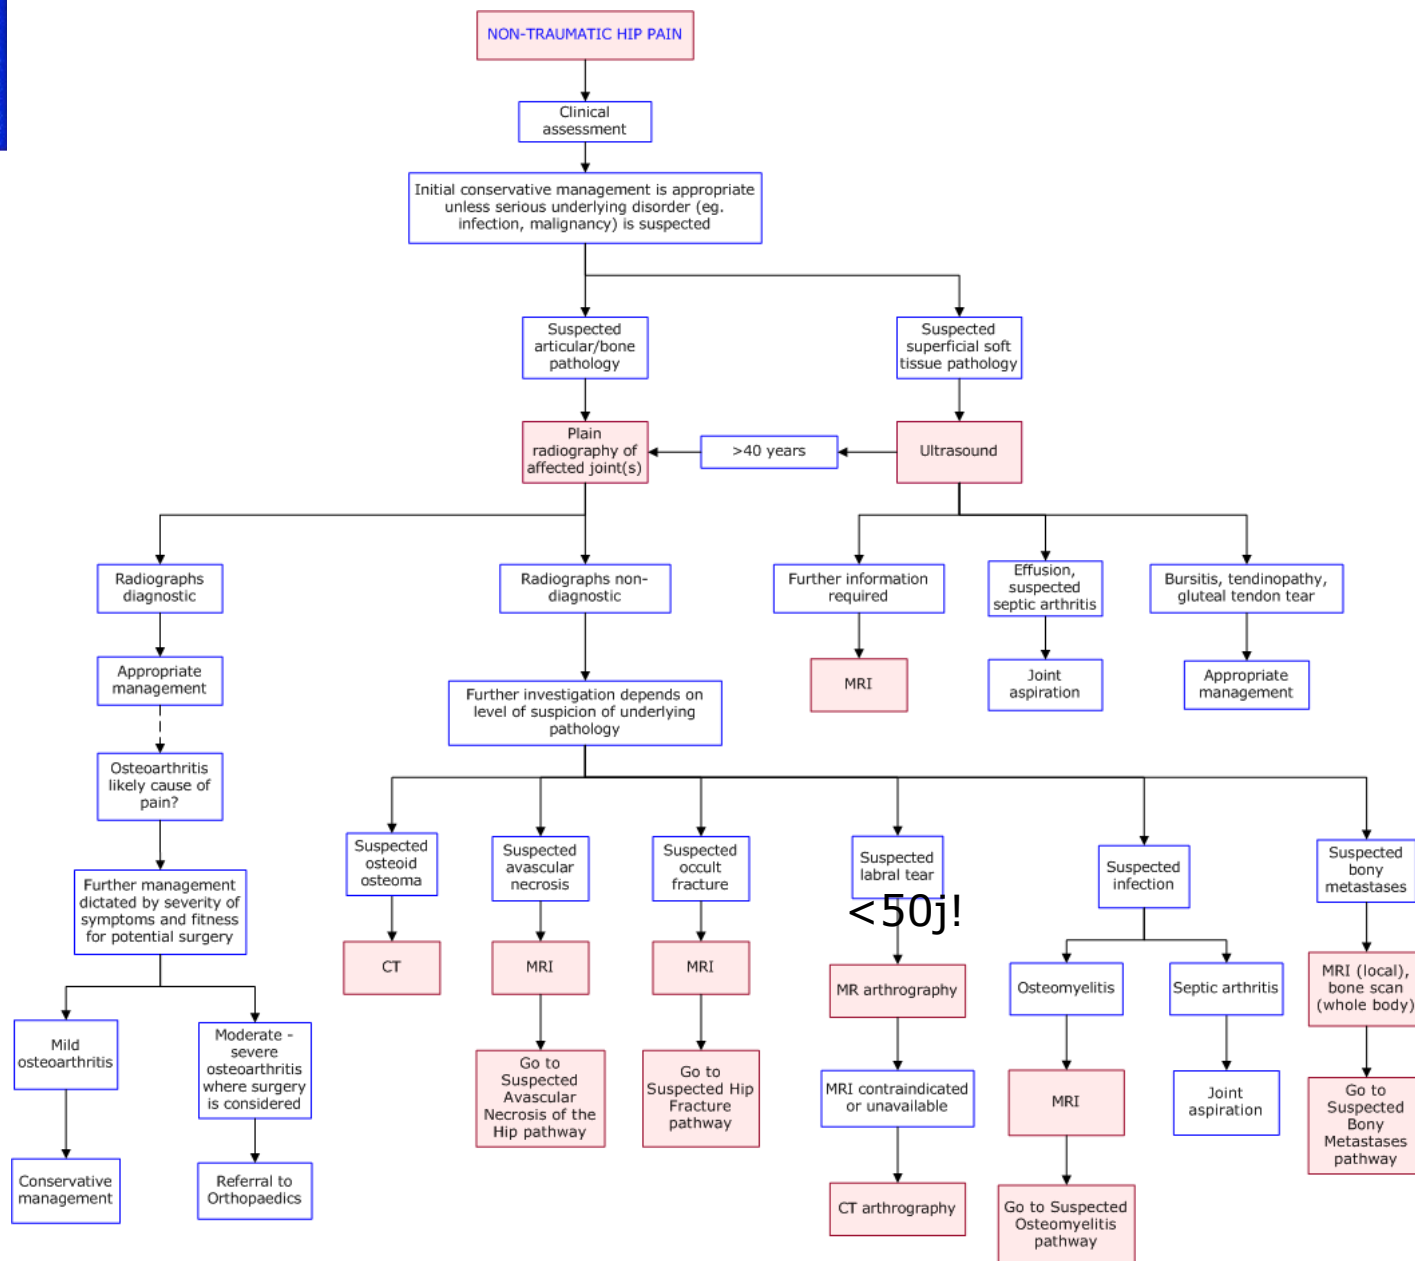 NON-TRAUMATIC HIP PAIN
Clinical
assessment
Initial conservative management is appropriate
unless serious underlying disorder (eg.
infection, malignancy) is suspected
Suspected
articular/bone
pathology
Suspected
superficial soft
tissue pathology
Plain
radiography of
affected joint(s)
>40 years
Ultrasound
Radiographs
diagnostic
Radiographs non-
diagnostic
Further information
required
Effusion,
suspected
septic arthritis
Bursitis, tendinopathy,
gluteal tendon tear
Appropriate
management
Further investigation depends on
level of suspicion of underlying
pathology
MRI
Joint
aspiration
Appropriate
management
Osteoarthritis
likely cause of
pain?
Suspected
osteoid
osteoma
Suspected
avascular
necrosis
Suspected
occult
fracture
Suspected
labral tear
<50j!
Suspected
infection
Suspected
bony
metastases
Further management
dictated by severity of
symptoms and fitness
for potential surgery
CT
MRI
MRI
MR arthrography
Osteomyelitis
Septic arthritis
MRI (local),
bone scan
(whole body)
Mild
osteoarthritis
Moderate -
severe
osteoarthritis
where surgery
is considered
Go to
Suspected
Avascular
Necrosis of the
Hip pathway
Go to
Suspected Hip
Fracture
pathway
MRI contraindicated
or unavailable
MRI
Joint
aspiration
Go to
Suspected
Bony
Metastases
pathway
Conservative
management
Referral to
Orthopaedics
CT arthrography
Go to Suspected
Osteomyelitis
pathway